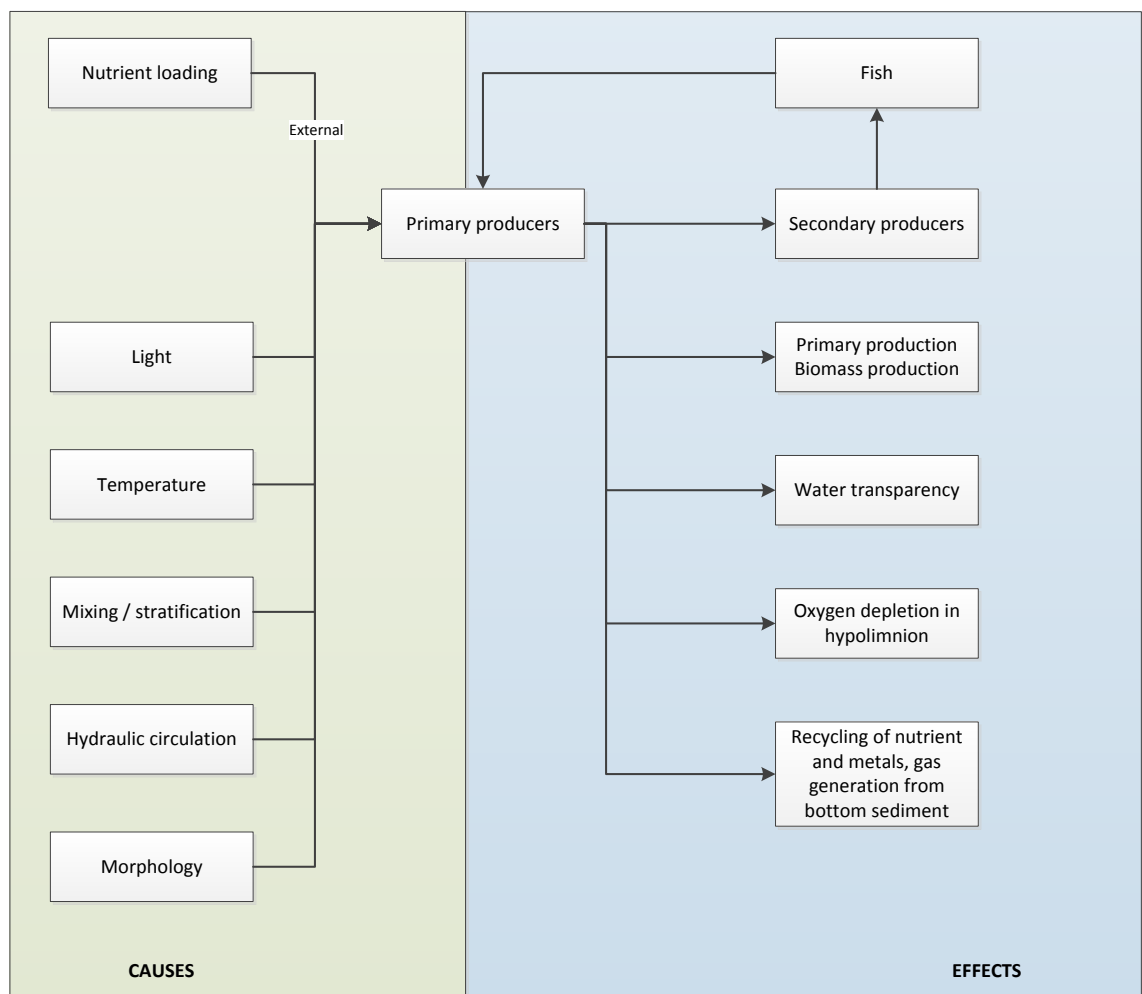 Nutrient loading
Fish
External
Primary producers
Secondary producers
Light
Primary production
Biomass production
Temperature
Water transparency
Mixing / stratification
Oxygen depletion in
hypolimnion
Hydraulic circulation
Recycling of nutrient
and metals, gas
generation from
bottom sediment
Morphology
CAUSES
EFFECTS